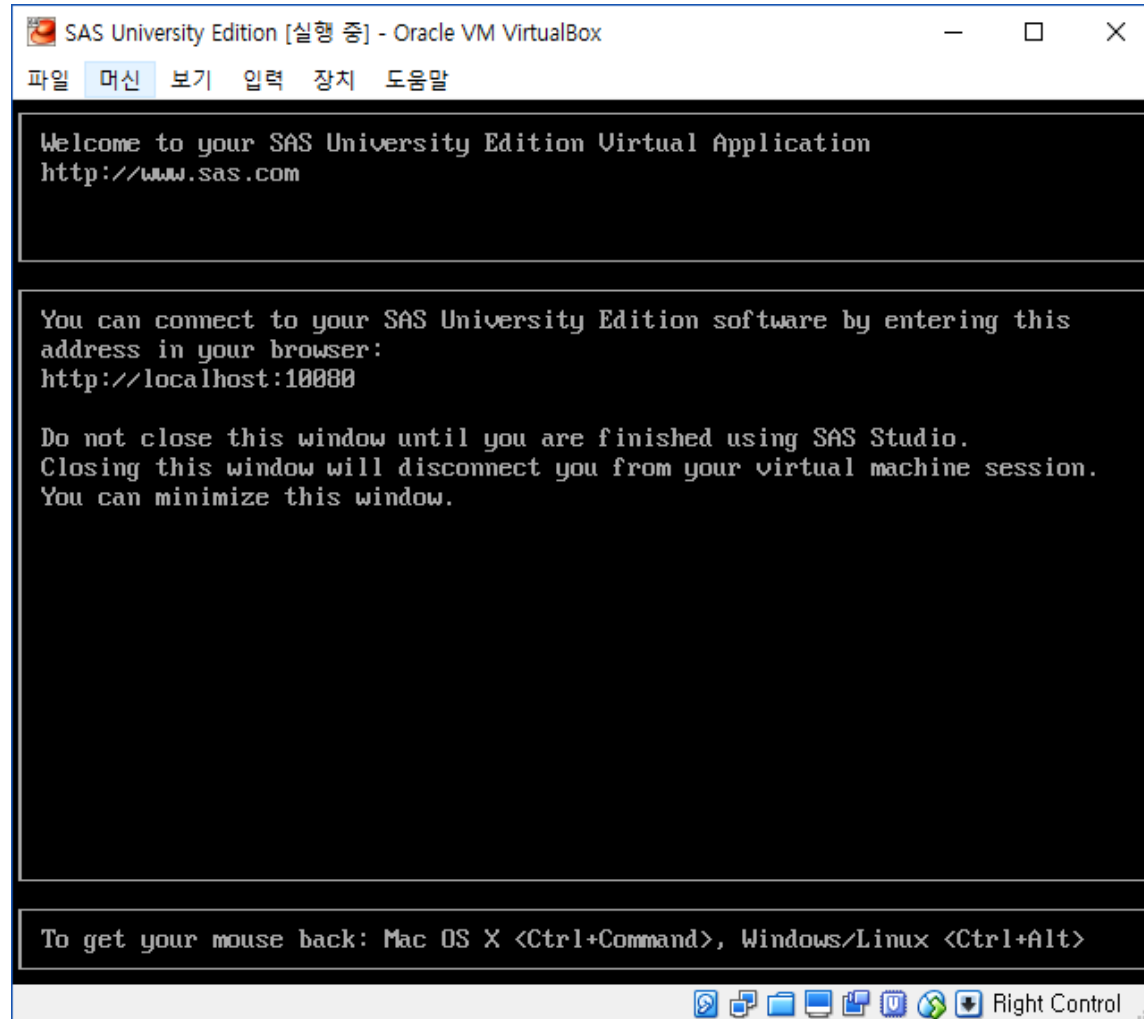 SAS University Edition [실행 중] - Oracle VM VirtualBox
파일 머신 보기 입력 장치 도움말
Welcome to your SAS University Edition Virtual Application
http://www.sas.com
You can connect to your SAS University Edition software by entering this
address in your browser:
http://localhost:10080
Do not close this window until you are finished using SAS Studio.
Closing this window will disconnect you from your virtual machine session.
You can minimize this window.
To get your mouse back: Mac OS X <Ctrl+Command>, Windows/Linux <Ctrl+Alt>
Right Control